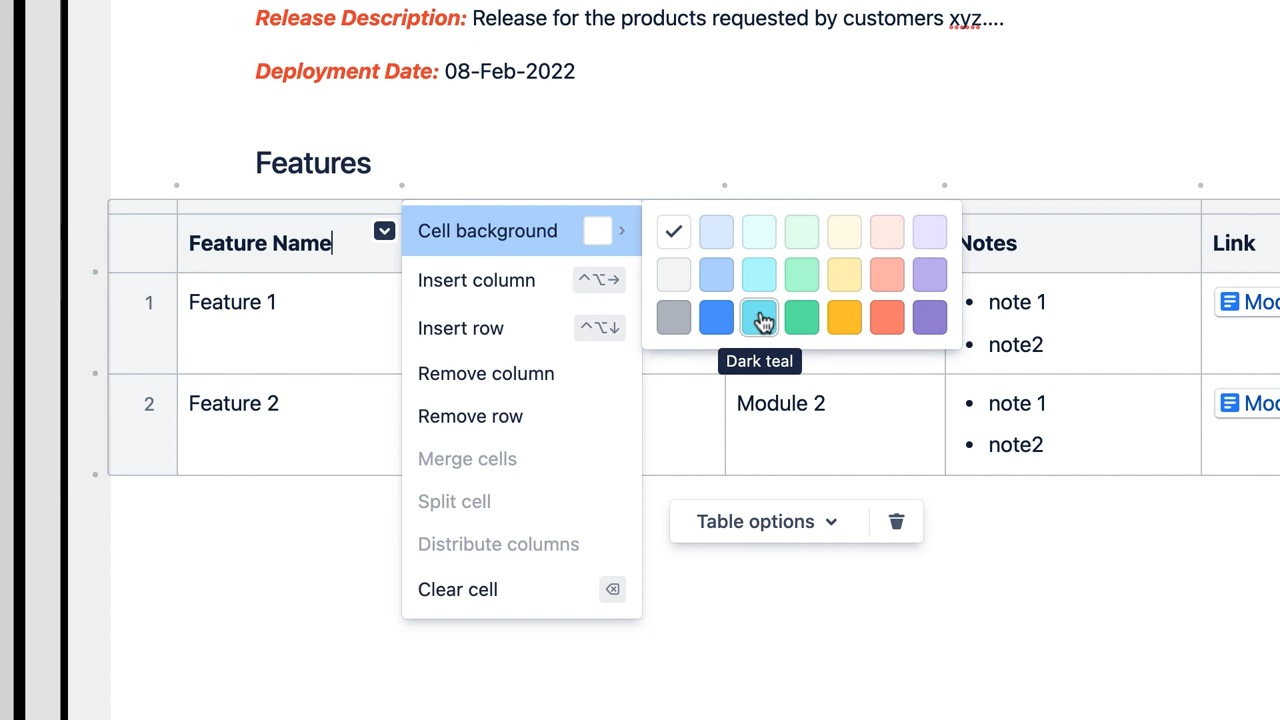 Release Description: Release for the products requested by customers xyz....
Deployment Date: 08-Feb-2022
Features
Feature Name
Notes
Link
Cell background
Insert column ⌃⌥→
Insert row ⌃⌥↓
Remove column
Remove row
Merge cells
Split cell
Distribute columns
Clear cell
Dark teal
1 Feature 1
• note 1
• note2
Moc
2 Feature 2
Module 2
• note 1
• note2
Moc
Table options